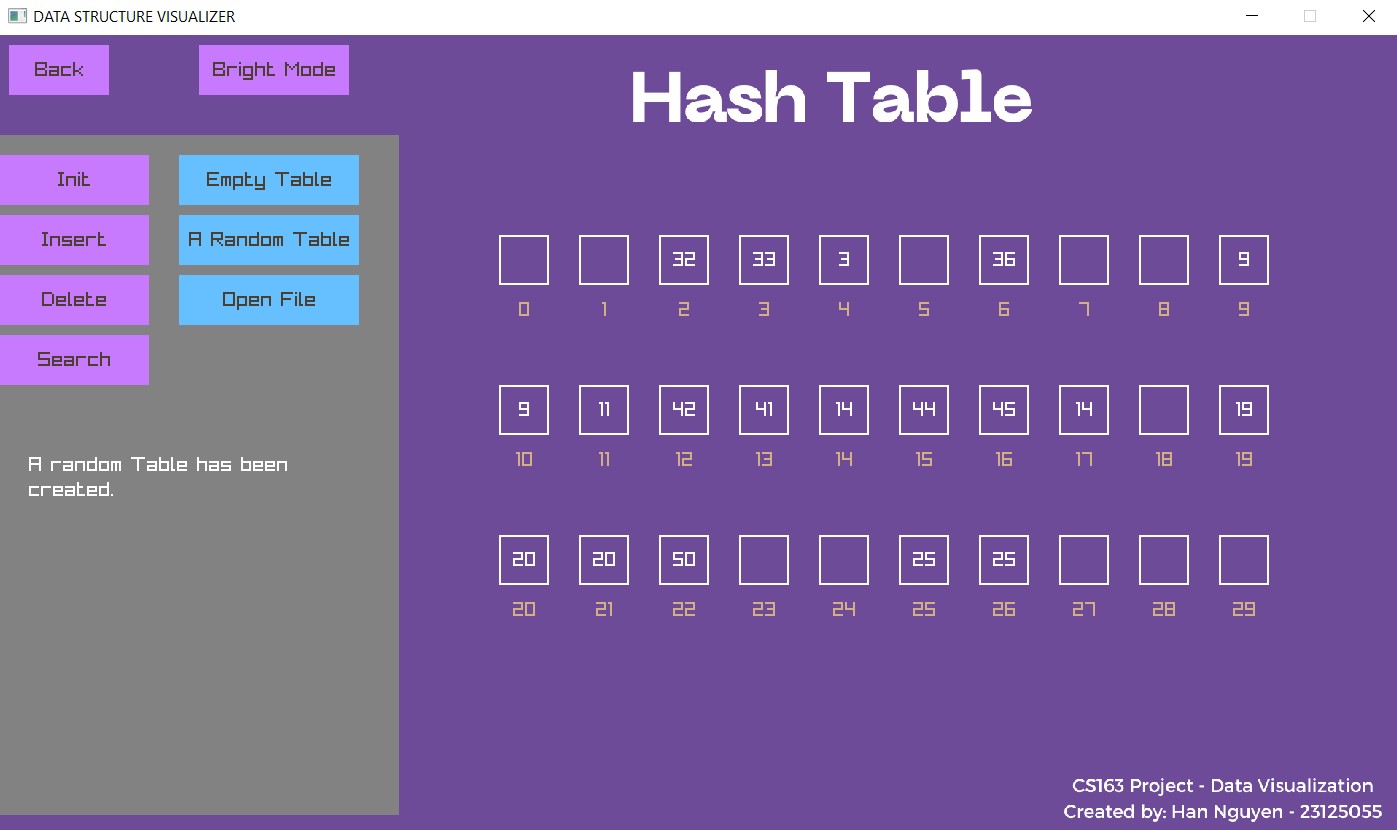 DATA STRUCTURE VISUALIZER
Back Bright Mode
Hash Table
Init Empty Table
Insert A Random Table
Delete Open File
Search
A random Table has been
created.
32 33 3 36 9
0 1 2 3 4 5 6 7 8 9
9 11 42 41 14 44 45 14 19
10 11 12 13 14 15 16 17 18 19
20 20 50 25 25
20 21 22 23 24 25 26 27 28 29
CS163 Project - Data Visualization
Created by: Han Nguyen - 23125055